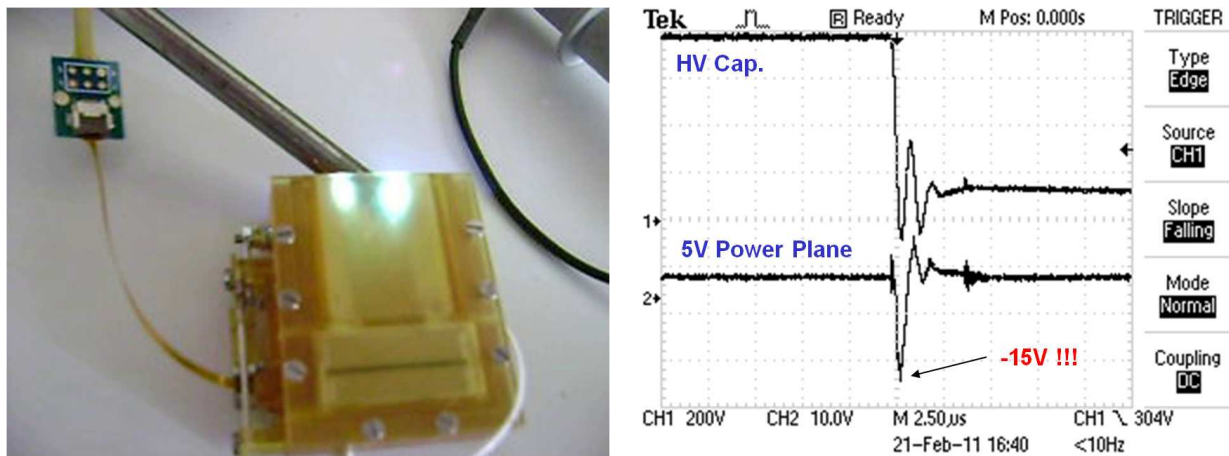 Tek R Ready M Pos: 0.000s TRIGGER
HV Cap.
Type
Edge
Source
CH1
1
Slope
Falling
5V Power Plane
Mode
Normal
2
-15V !!!
Coupling
DC
CH1 200V CH2 10.0V M 2.50µs CH1 304V
21-Feb-11 16:40 <10Hz